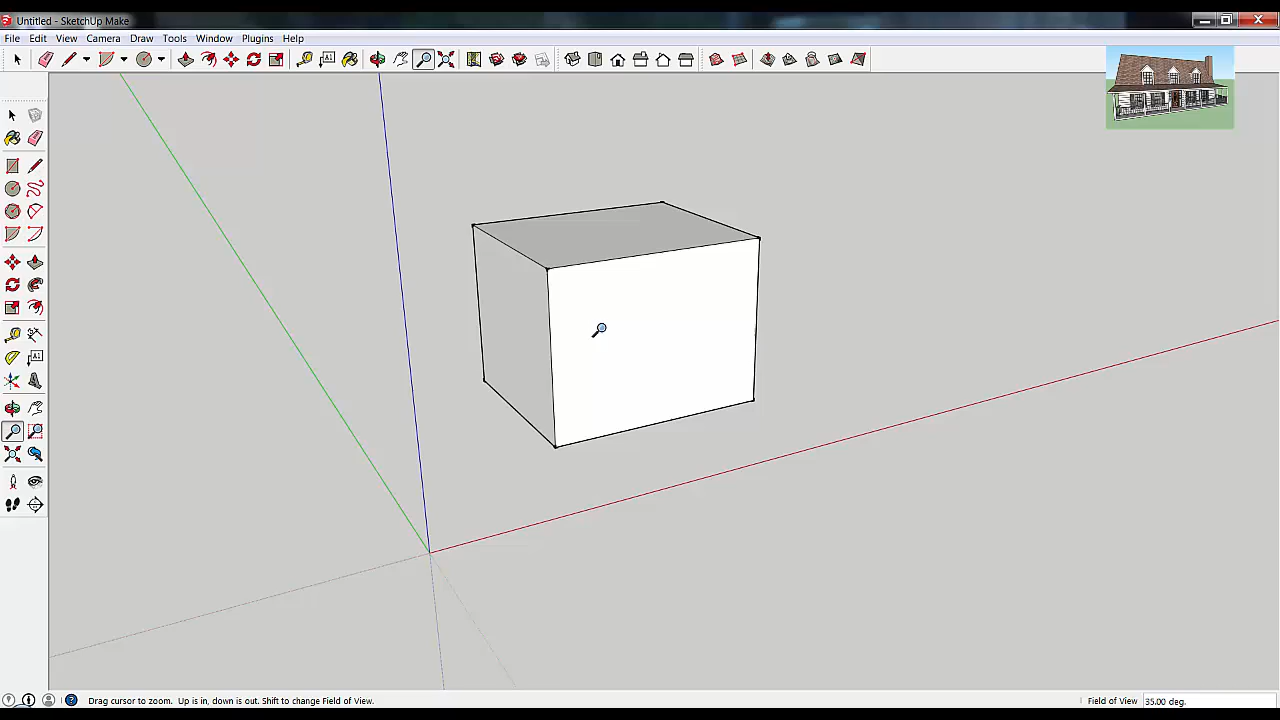 Untitled - SketchUp Make
File Edit View Camera Draw Tools Window Plugins Help
Drag cursor to zoom. Up is in, down is out. Shift to change Field of View. Field of View 35.00 deg.